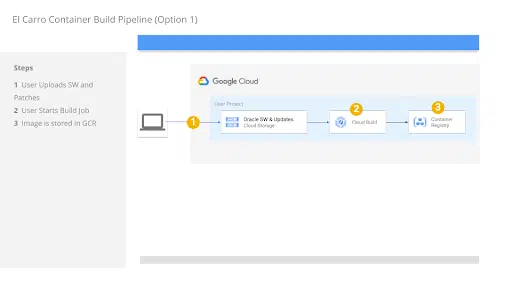 El Carro Container Build Pipeline (Option 1)
Steps
1 User Uploads SW and
Patches
2 User Starts Build Job
3 Image is stored in GCR
Google Cloud
User Project
1
Oracle SW & Updates
Cloud Storage
2
Cloud Build
3
Container
Registry